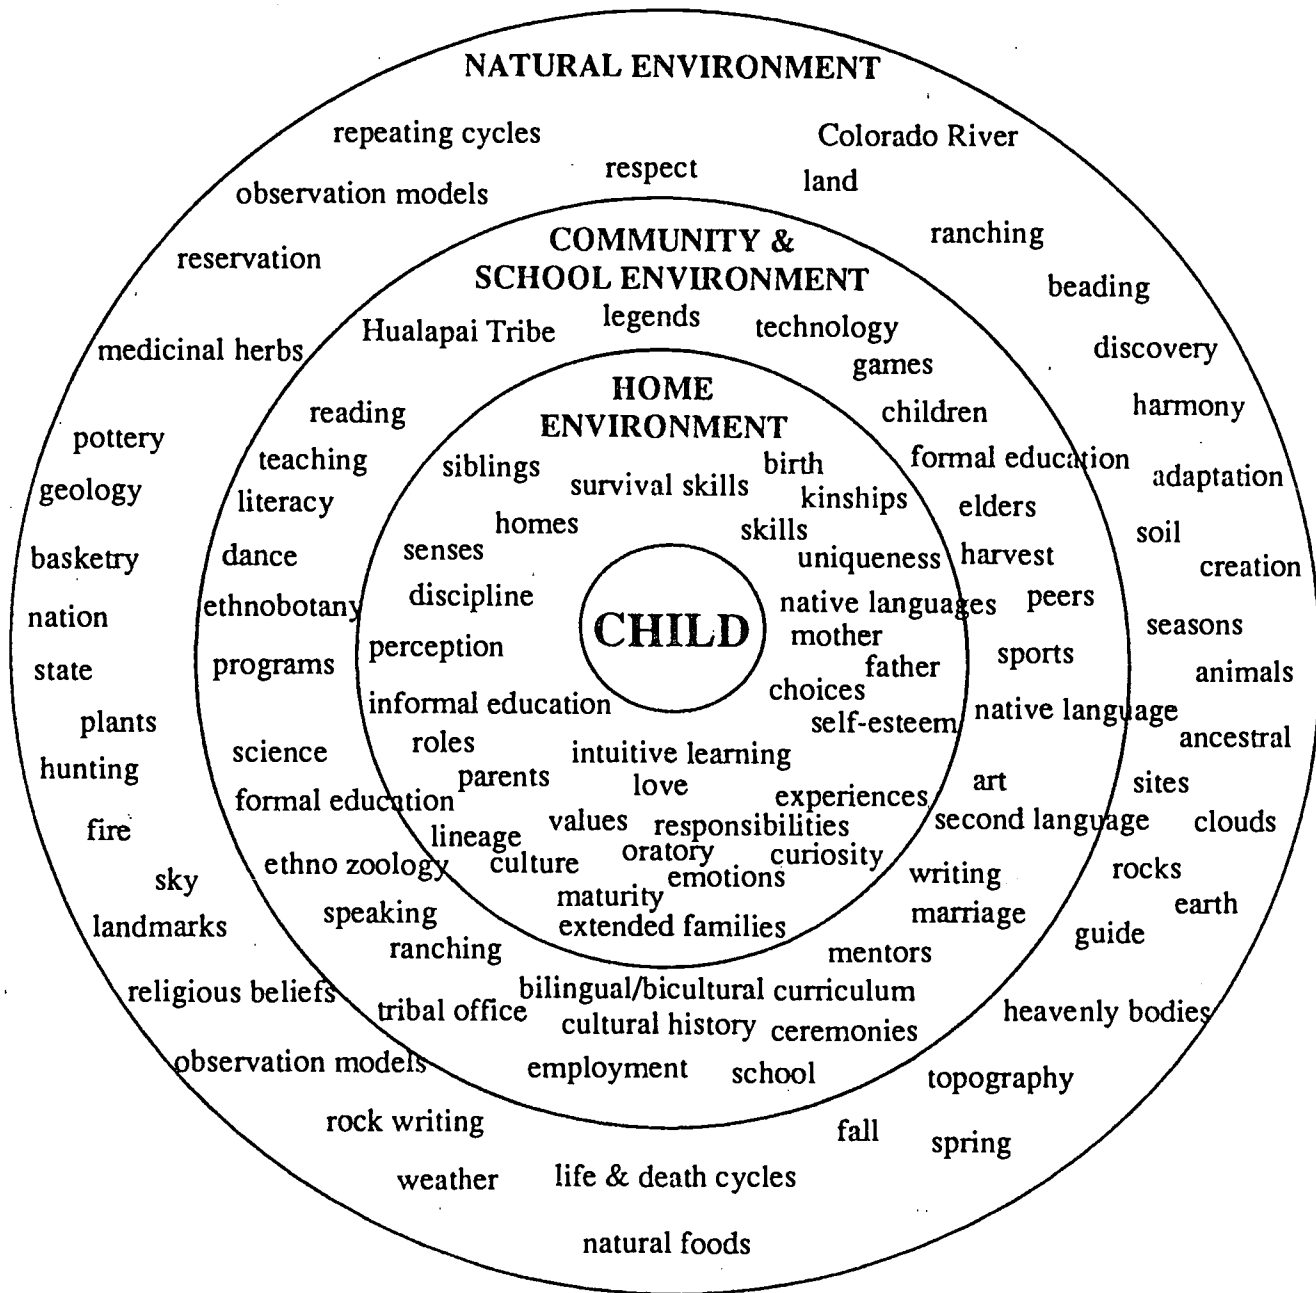 NATURAL ENVIRONMENT
repeating cycles
Colorado River
respect
land
observation models
ranching
reservation
beading
medicinal herbs
discovery
harmony
pottery
adaptation
geology
soil
basketry
creation
nation
seasons
state
animals
plants
ancestral
hunting
sites
fire
clouds
sky
rocks
earth
landmarks
guide
religious beliefs
heavenly bodies
observation models
topography
rock writing
fall
spring
weather
life & death cycles
natural foods
COMMUNITY &
SCHOOL ENVIRONMENT
Hualapai Tribe
legends
technology
games
reading
children
teaching
formal education
literacy
elders
dance
harvest
ethnobotany
peers
programs
sports
native language
science
art
formal education
second language
ethno zoology
writing
speaking
marriage
ranching
mentors
bilingual/bicultural curriculum
tribal office
cultural history
ceremonies
employment
school
HOME
ENVIRONMENT
siblings
birth
survival skills
kinships
homes
skills
senses
uniqueness
discipline
native languages
mother
perception
father
choices
informal education
self-esteem
roles
intuitive learning
parents
love
experiences
lineage
values
responsibilities
culture
oratory
curiosity
emotions
maturity
extended families
CHILD